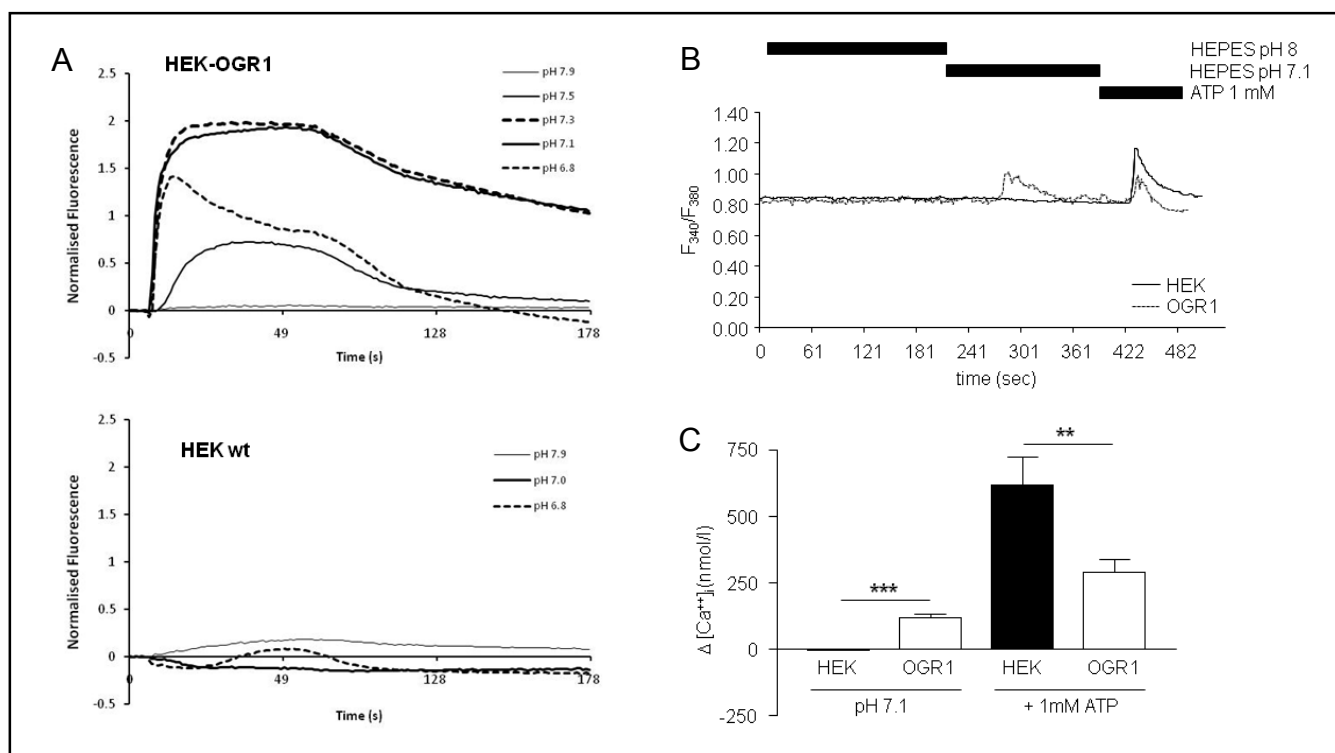 A
HEK-OGR1
2.5
2
1.5
1
0.5
0
-0.5
Normalised Fluorescence
pH 7.9
pH 7.5
pH 7.3
pH 7.1
pH 6.8
0 49 128 178
Time (s)
HEK wt
2.5
2
1.5
1
0.5
0
-0.5
Normalised Fluorescence
pH 7.9
pH 7.0
pH 6.8
0 49 128 178
Time (s)
B
HEPES pH 8
HEPES pH 7.1
ATP 1 mM
1.40
1.20
1.00
0.80
0.60
0.40
0.20
0.00
F340/F380
HEK
OGR1
0 61 121 181 241 301 361 422 482
time (sec)
C
750
500
250
0
-250
Δ [Ca++]i (nmol/l)
***
**
HEK OGR1 HEK OGR1
pH 7.1 + 1mM ATP